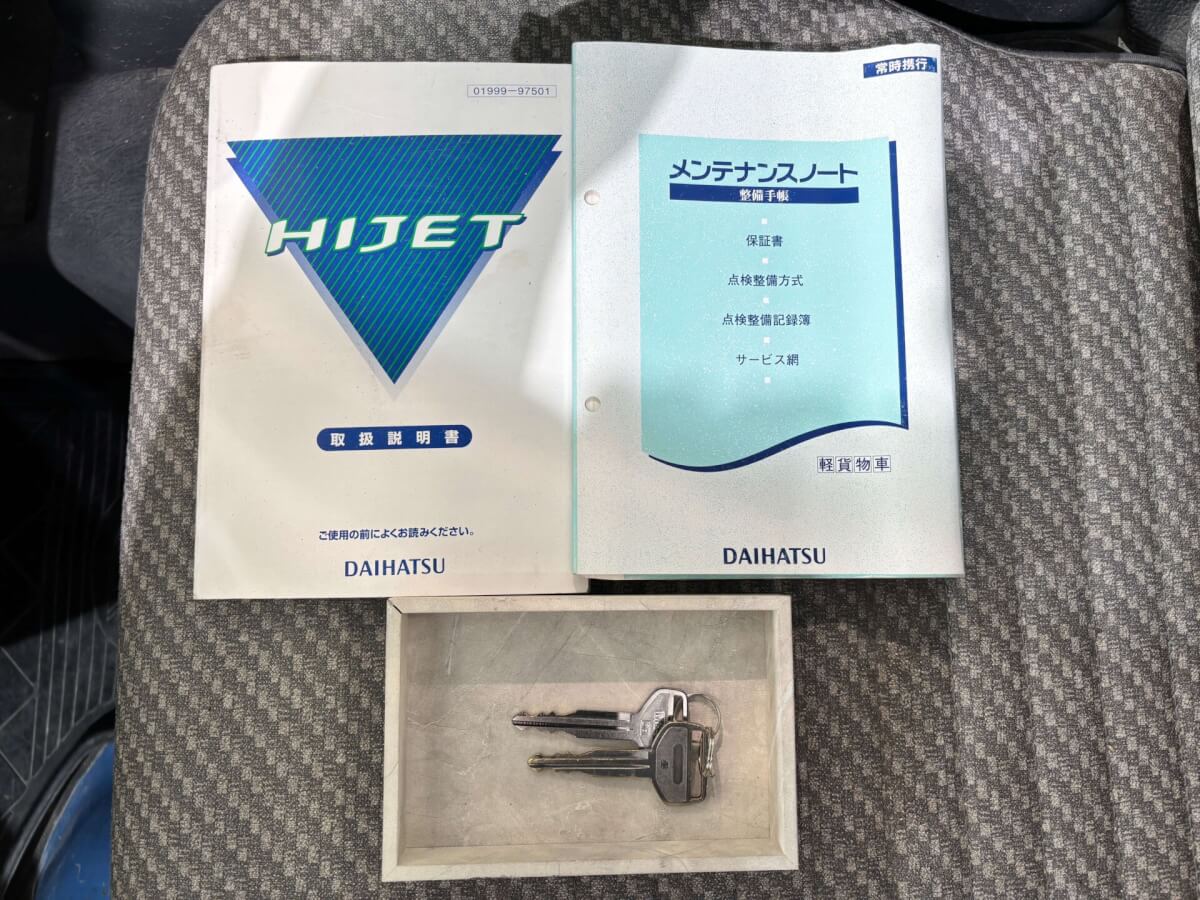 01999-97501
HIJET
取扱説明書
ご使用の前によくお読みください。
DAIHATSU
常時携行
メンテナンスノート
整備手帳
保証書
点検整備方式
点検整備記録簿
サービス網
軽貨物車
DAIHATSU